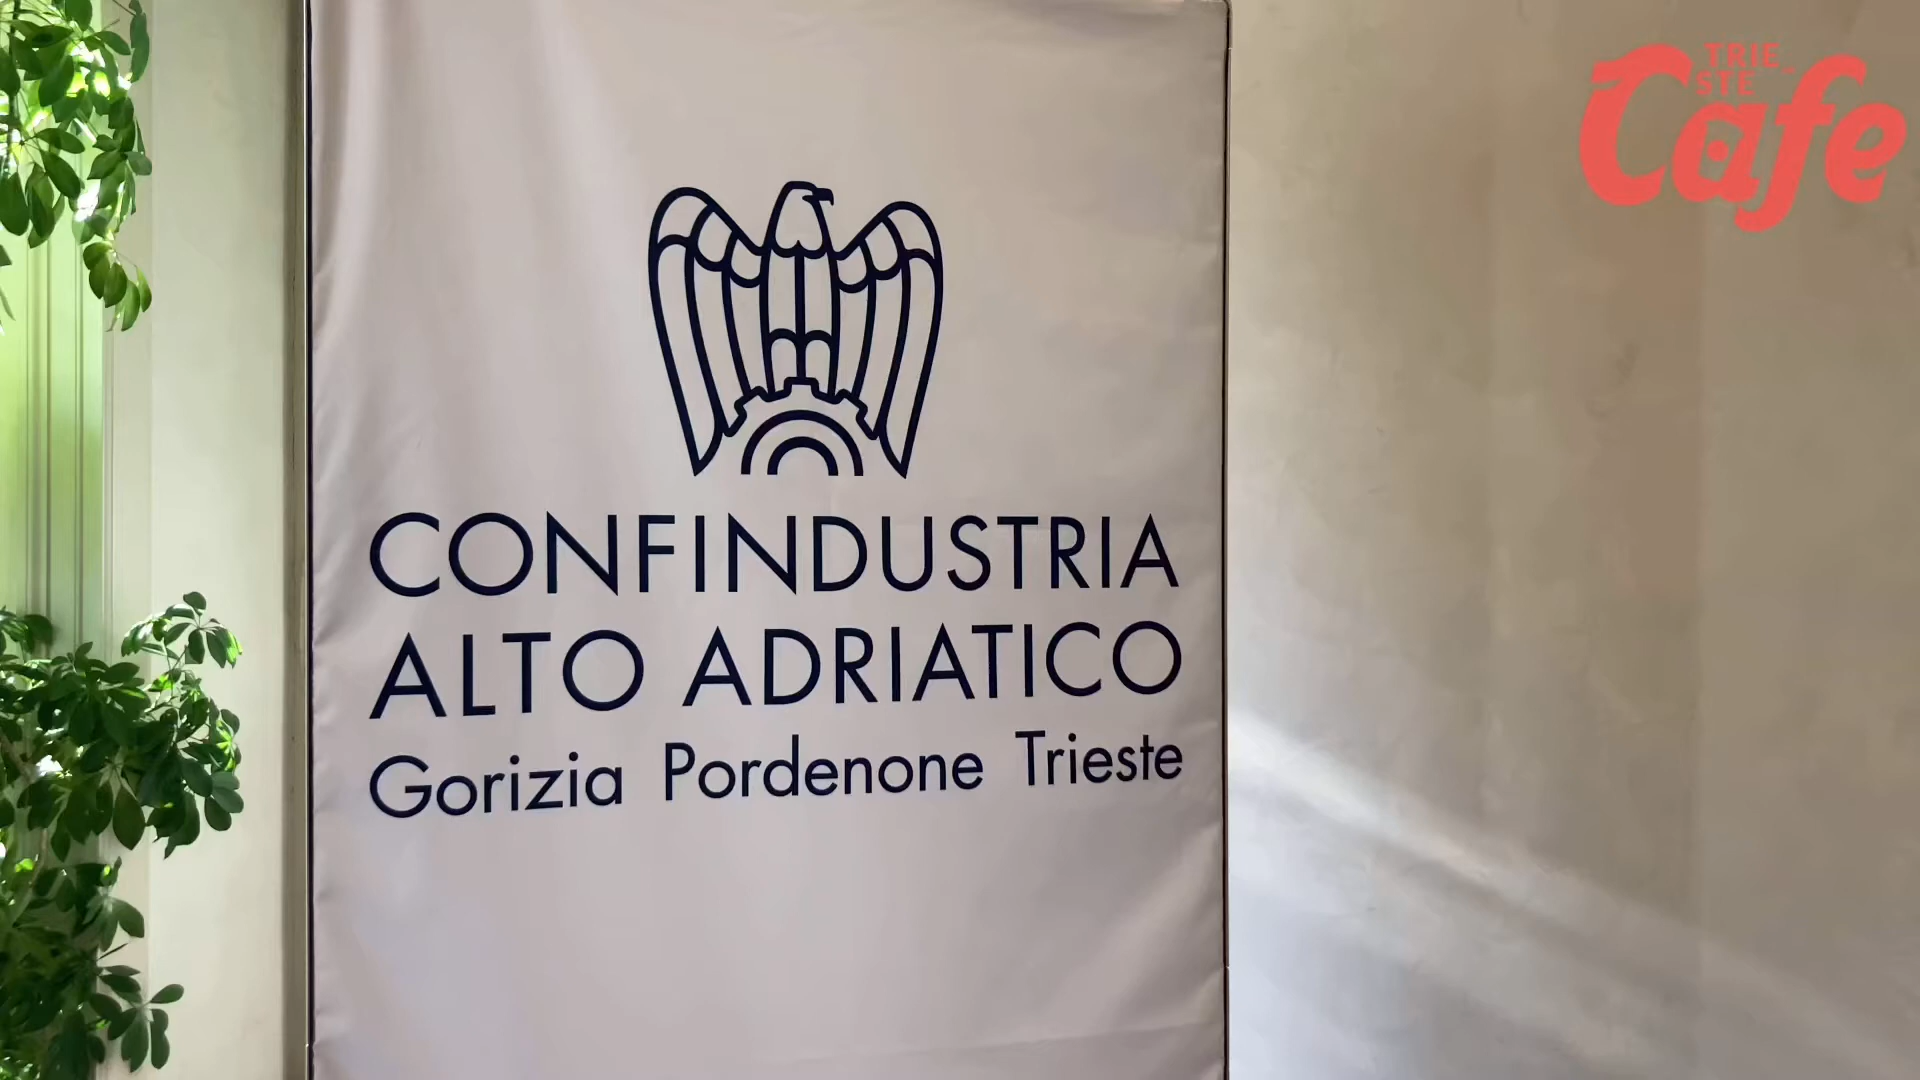 TRIE
STE
Cafe
CONFINDUSTRIA
ALTO ADRIATICO
Gorizia Pordenone Trieste